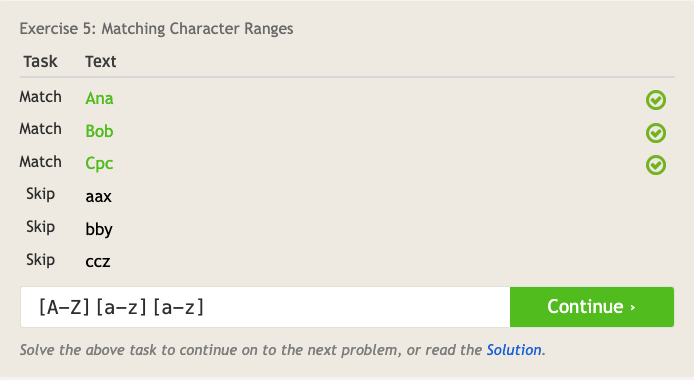 Exercise 5: Matching Character Ranges
Task Text
Match Ana
Match Bob
Match Cpc
Skip aax
Skip bby
Skip ccz
[A-Z][a-z][a-z] Continue ›
Solve the above task to continue on to the next problem, or read the Solution.